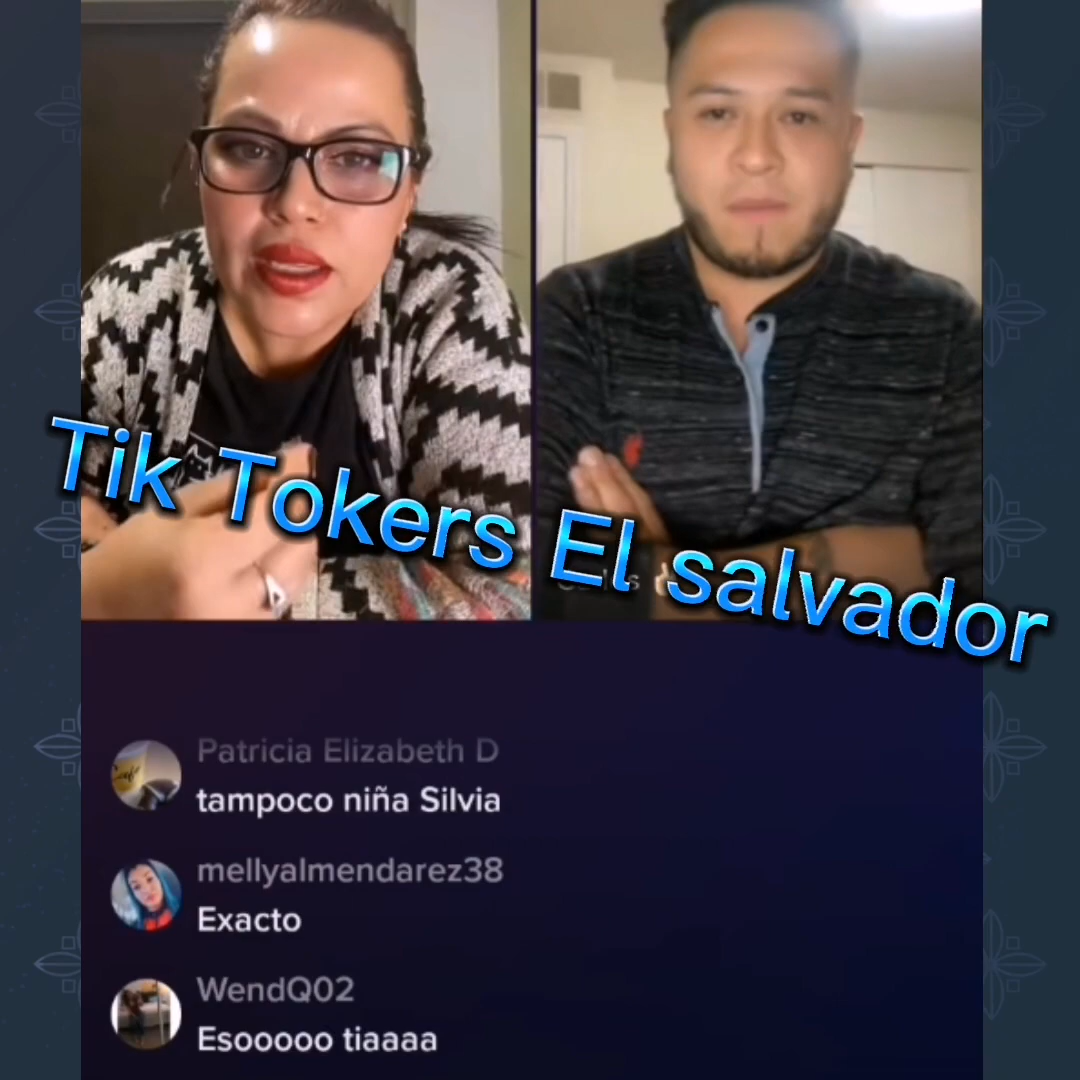 Tik Tokers El salvador
Patricia Elizabeth D
tampoco niña Silvia
mellyalmendarez38
Exacto
WendQ02
Esooooo tiaaaa